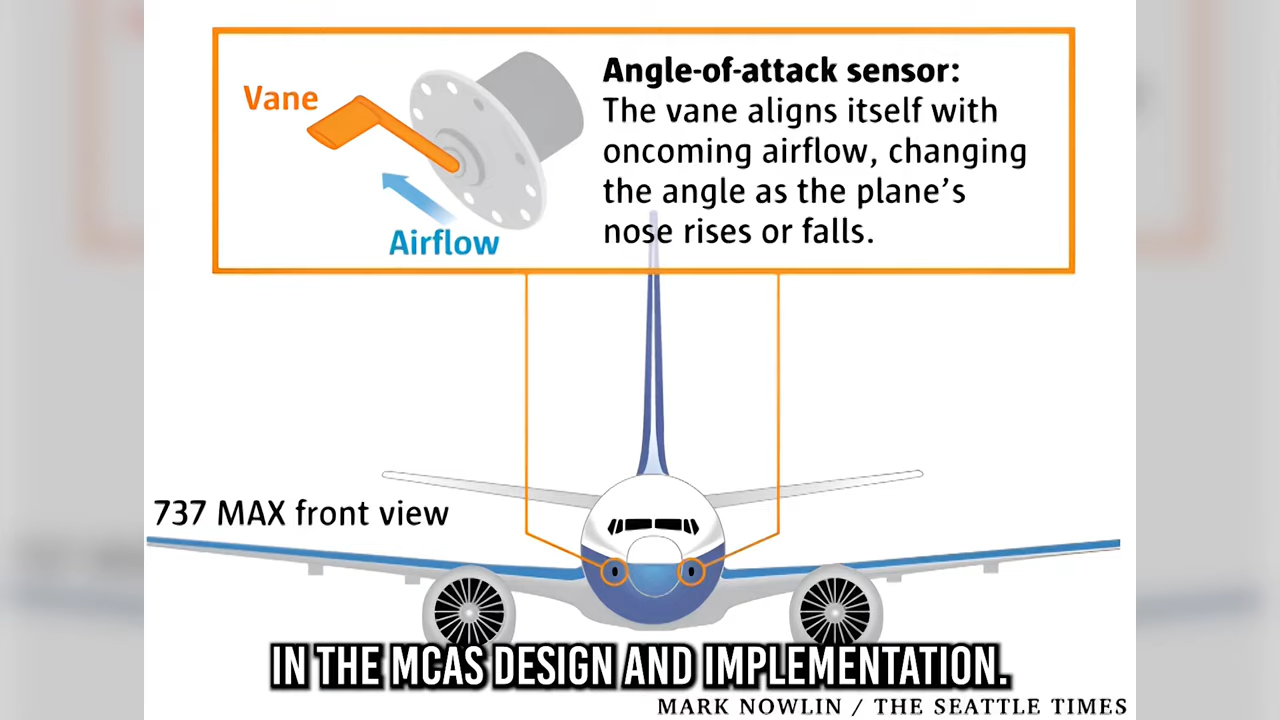 Vane
Airflow
Angle-of-attack sensor:
The vane aligns itself with
oncoming airflow, changing
the angle as the plane’s
nose rises or falls.
737 MAX front view
IN THE MCAS DESIGN AND IMPLEMENTATION.
MARK NOWLIN / THE SEATTLE TIMES